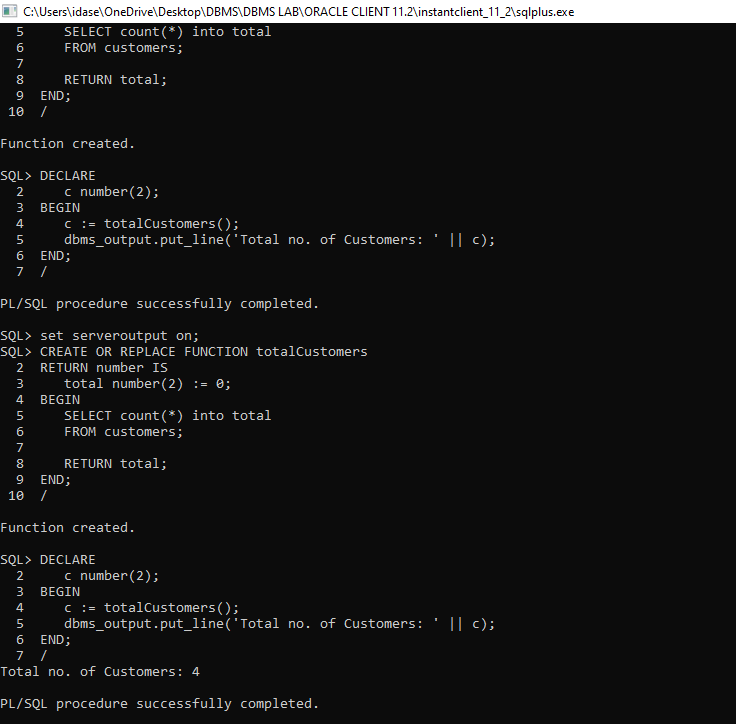 C:\Users\idase\OneDrive\Desktop\DBMS\DBMS LAB\ORACLE CLIENT 11.2\instantclient_11_2\sqlplus.exe
  5     SELECT count(*) into total
  6     FROM customers;
  7
  8     RETURN total;
  9  END;
 10  /

Function created.

SQL> DECLARE
  2     c number(2);
  3  BEGIN
  4     c := totalCustomers();
  5     dbms_output.put_line('Total no. of Customers: ' || c);
  6  END;
  7  /

PL/SQL procedure successfully completed.

SQL> set serveroutput on;
SQL> CREATE OR REPLACE FUNCTION totalCustomers
  2  RETURN number IS
  3     total number(2) := 0;
  4  BEGIN
  5     SELECT count(*) into total
  6     FROM customers;
  7
  8     RETURN total;
  9  END;
 10  /

Function created.

SQL> DECLARE
  2     c number(2);
  3  BEGIN
  4     c := totalCustomers();
  5     dbms_output.put_line('Total no. of Customers: ' || c);
  6  END;
  7  /
Total no. of Customers: 4

PL/SQL procedure successfully completed.